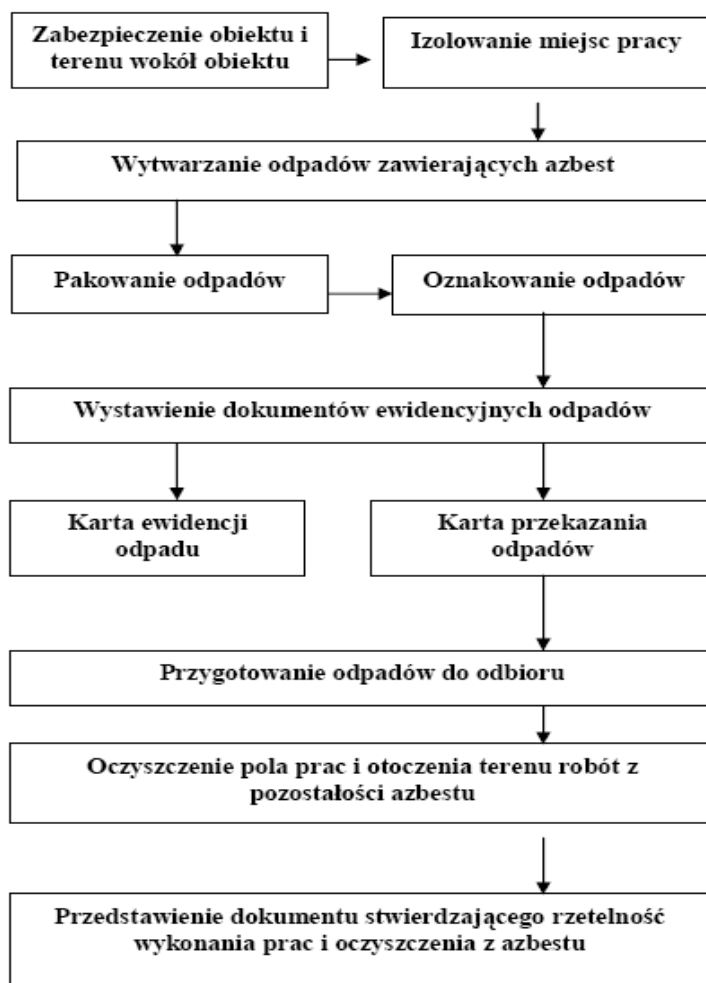 Zabezpieczenie obiektu i
terenu wokół obiektu
Izolowanie miejsc pracy
Wytwarzanie odpadów zawierających azbest
Pakowanie odpadów
Oznakowanie odpadów
Wystawienie dokumentów ewidencyjnych odpadów
Karta ewidencji
odpadu
Karta przekazania
odpadów
Przygotowanie odpadów do odbioru
Oczyszczenie pola prac i otoczenia terenu robót z
pozostałości azbestu
Przedstawienie dokumentu stwierdzającego rzetelność
wykonania prac i oczyszczenia z azbestu